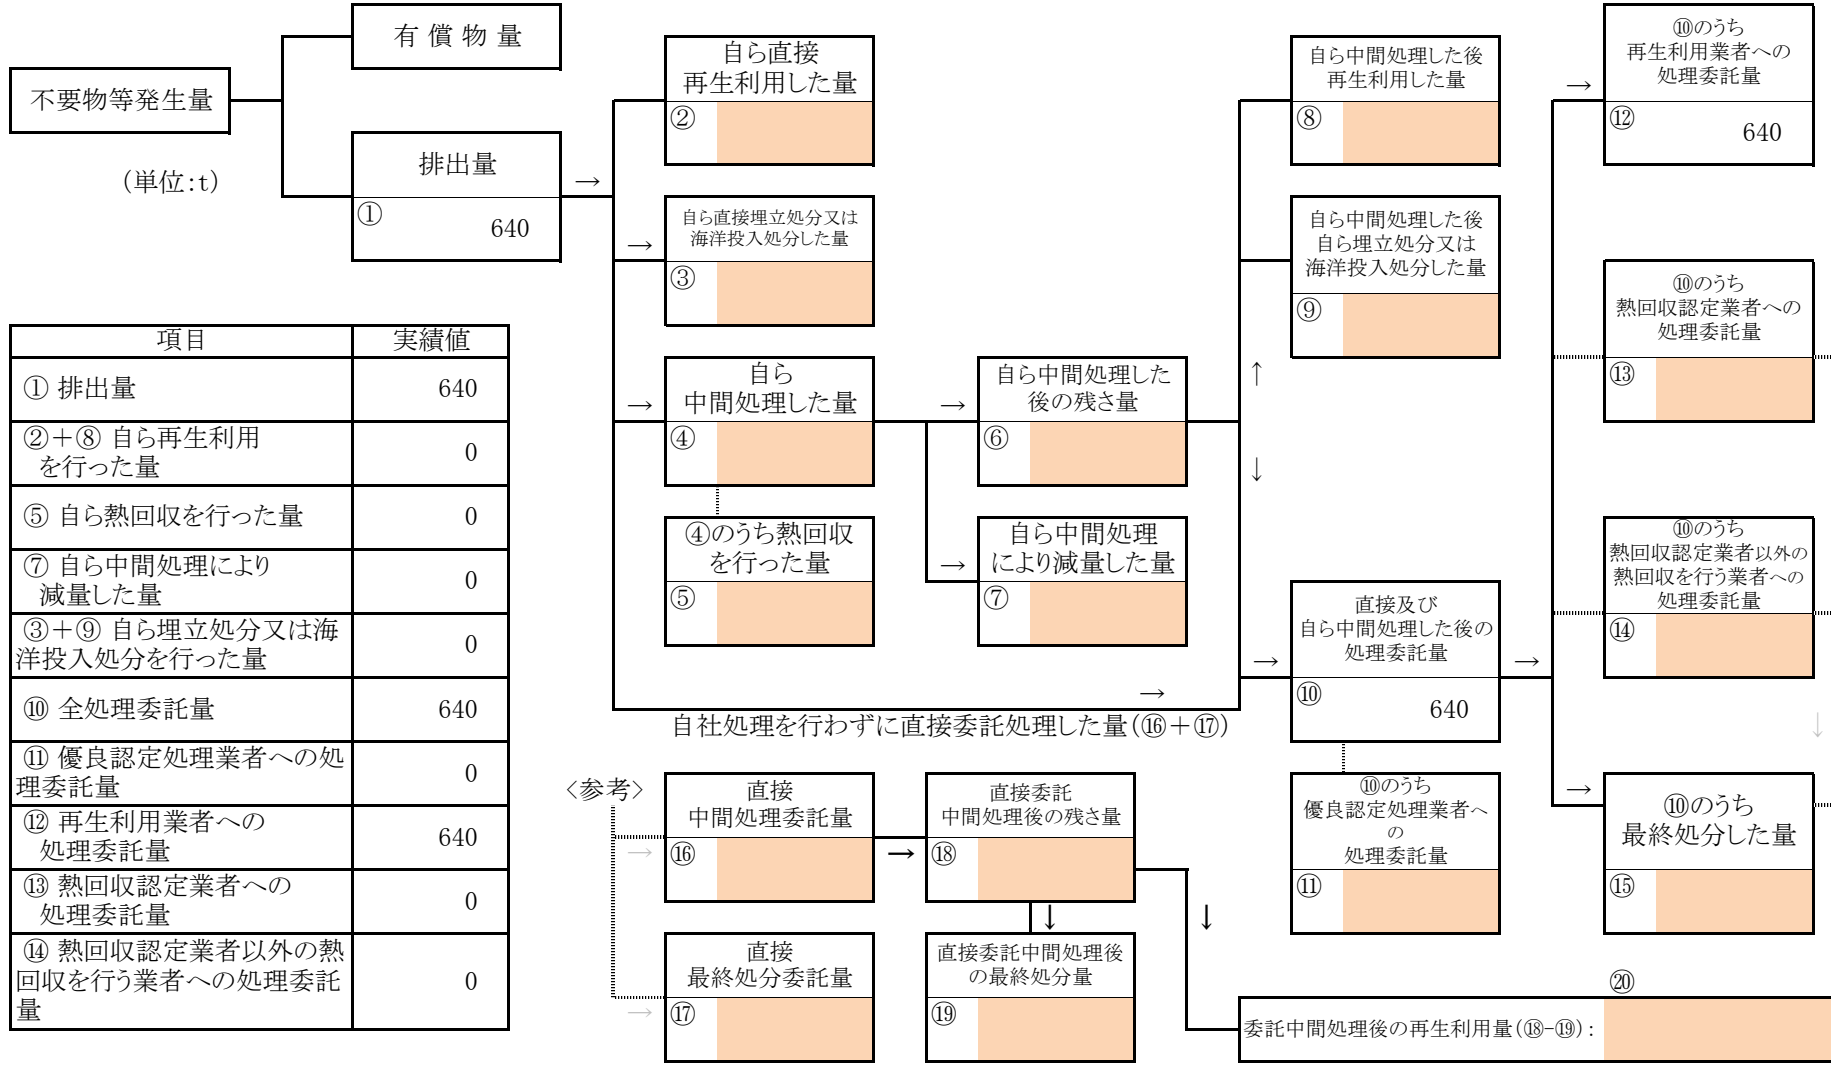 有 償 物 量
不要物等発生量
排出量
①
640
(単位:t)
→
自ら直接
再生利用した量
②
→
自ら直接埋立処分又は
海洋投入処分した量
③
→
自ら
中間処理した量
④
④のうち熱回収
を行った量
⑤
→
自ら中間処理した
後の残さ量
⑥
→
自ら中間処理
により減量した量
⑦
自ら中間処理した後
再生利用した量
⑧
自ら中間処理した後
自ら埋立処分又は
海洋投入処分した量
⑨
↑
↓
→
自社処理を行わずに直接委託処理した量(⑯+⑰)
→
直接及び
自ら中間処理した後の
処理委託量
⑩
640
→
⑩のうち
優良認定処理業者へ
の
処理委託量
⑪
→
⑩のうち
再生利用業者への
処理委託量
⑫
640
⑩のうち
熱回収認定業者への
処理委託量
⑬
⑩のうち
熱回収認定業者以外の
熱回収を行う業者への
処理委託量
⑭
↓
→
⑩のうち
最終処分した量
⑮
項目 実績値
① 排出量 640
②+⑧ 自ら再生利用
を行った量 0
⑤ 自ら熱回収を行った量 0
⑦ 自ら中間処理により
減量した量 0
③+⑨ 自ら埋立処分又は海
洋投入処分を行った量 0
⑩ 全処理委託量 640
⑪ 優良認定処理業者への処
理委託量 0
⑫ 再生利用業者への
処理委託量 640
⑬ 熱回収認定業者への
処理委託量 0
⑭ 熱回収認定業者以外の熱
回収を行う業者への処理委託 0
量
<参考>
→
直接
中間処理委託量
⑯
→
直接委託
中間処理後の残さ量
⑱
↓
↓
→
直接
最終処分委託量
⑰
直接委託中間処理後
の最終処分量
⑲
⑳
委託中間処理後の再生利用量(⑱-⑲) :